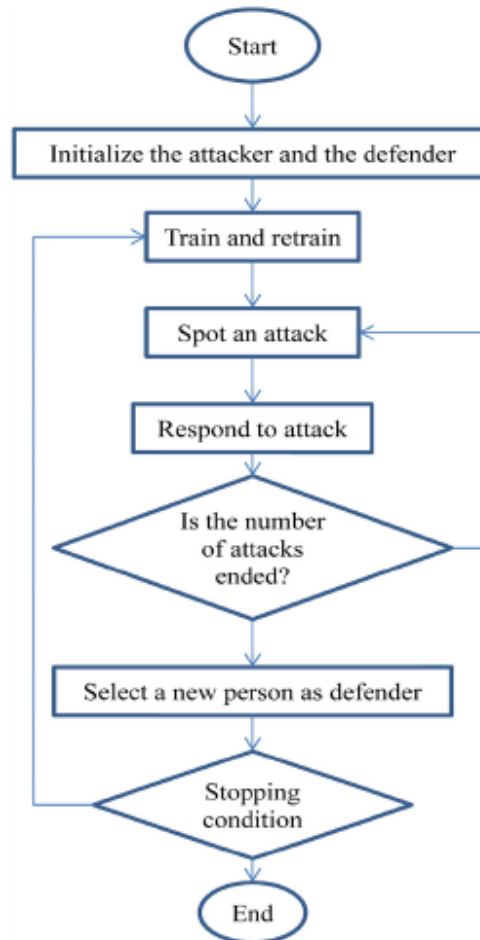 Start
Initialize the attacker and the defender
Train and retrain
Spot an attack
Respond to attack
Is the number
of attacks
ended?
Select a new person as defender
Stopping
condition
End